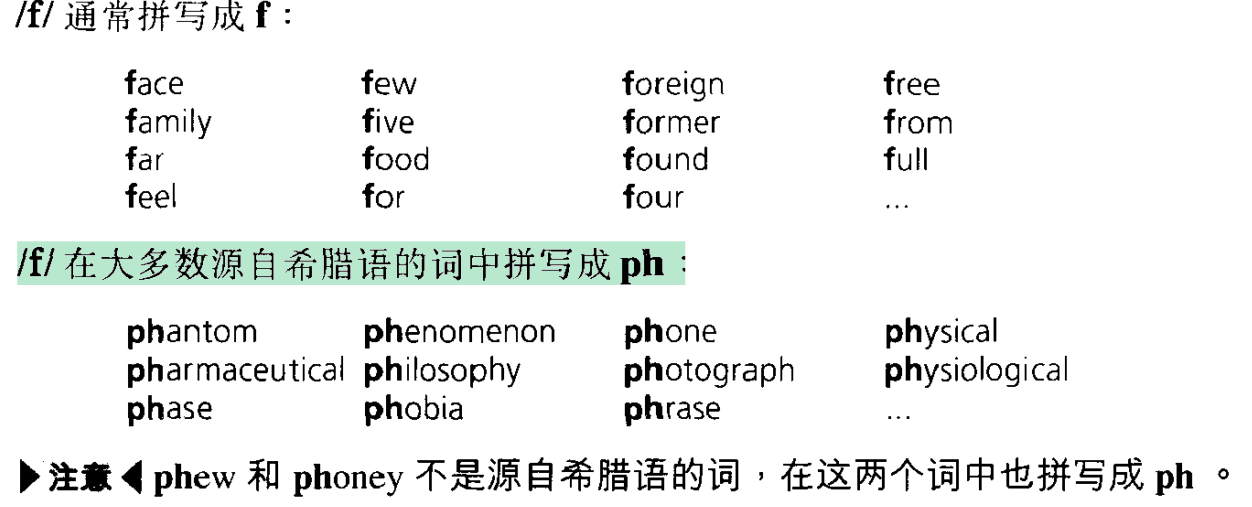 /f/ 通常拼写成 f：
face few foreign free
family five former from
far food found full
feel for four ...
/f/ 在大多数源自希腊语的词中拼写成 ph：
phantom phenomenon phone physical
pharmaceutical philosophy photograph physiological
phase phobia phrase ...
▶注意◀ phew 和 phoney 不是源自希腊语的词，在这两个词中也拼写成 ph 。